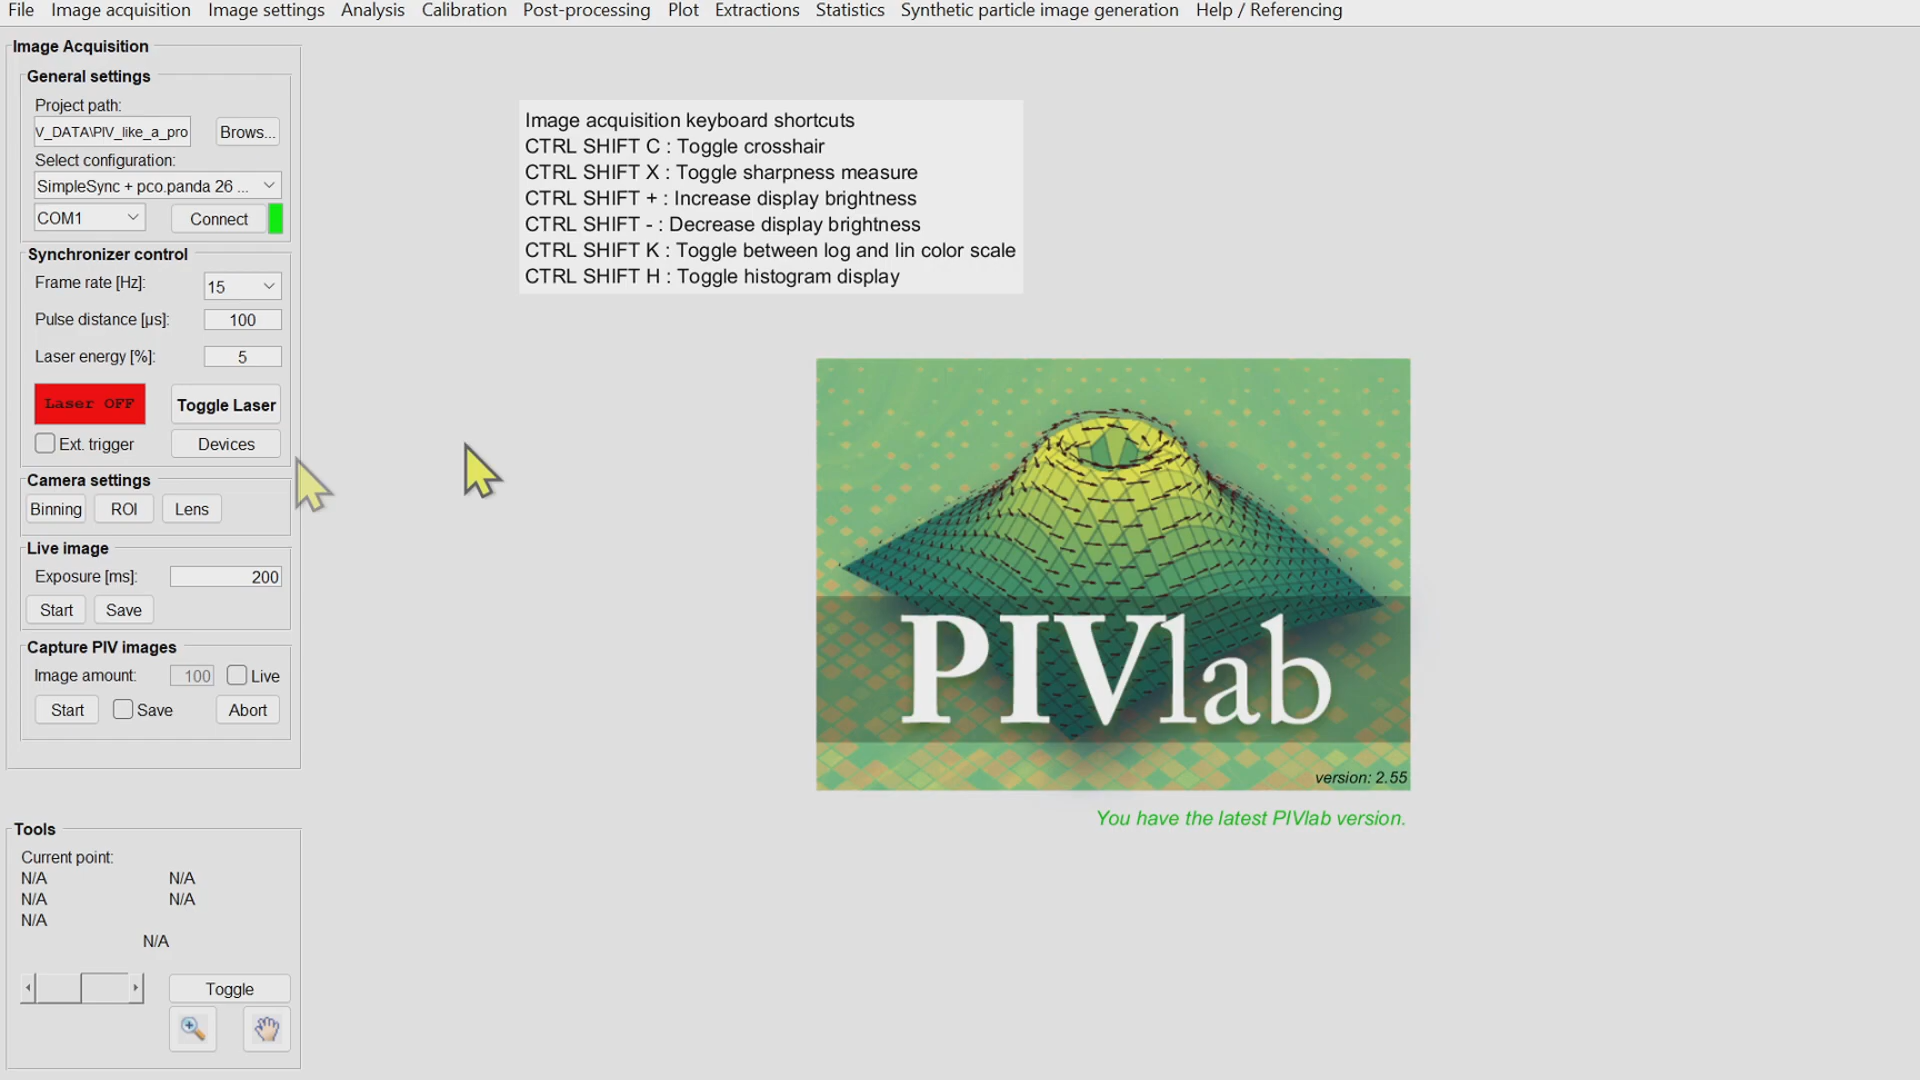 File Image acquisition Image settings Analysis Calibration Post-processing Plot Extractions Statistics Synthetic particle image generation Help / Referencing
Image Acquisition
General settings
Project path:
V_DATA\PIV_like_a_pro Brows...
Select configuration:
SimpleSync + pco.panda 26 ...
COM1 Connect
Synchronizer control
Frame rate [Hz]: 15
Pulse distance [µs]: 100
Laser energy [%]: 5
Laser OFF Toggle Laser
Ext. trigger Devices
Camera settings
Binning ROI Lens
Live image
Exposure [ms]: 200
Start Save
Capture PIV images
Image amount: 100 Live
Start Save Abort
Tools
Current point:
N/A N/A
N/A N/A
N/A
N/A
Toggle
Image acquisition keyboard shortcuts
CTRL SHIFT C : Toggle crosshair
CTRL SHIFT X : Toggle sharpness measure
CTRL SHIFT + : Increase display brightness
CTRL SHIFT - : Decrease display brightness
CTRL SHIFT K : Toggle between log and lin color scale
CTRL SHIFT H : Toggle histogram display
PIVlab
version: 2.55
You have the latest PIVlab version.